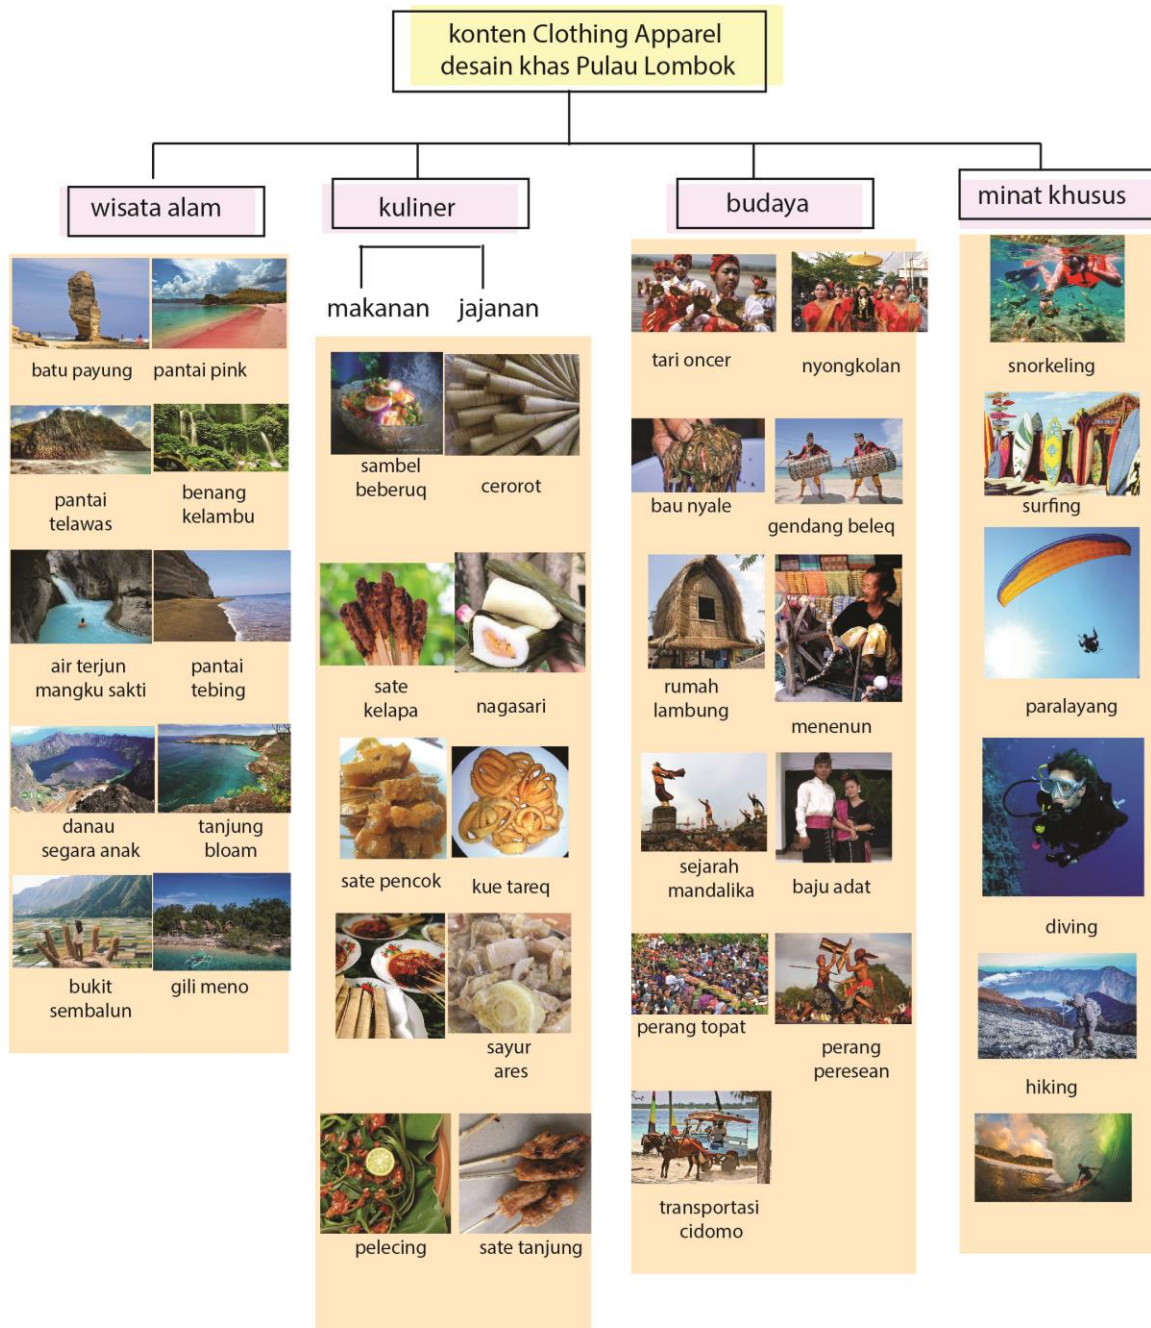 konten Clothing Apparel
desain khas Pulau Lombok
wisata alam
batu payung
pantai pink
pantai
telawas
benang
kelambu
air terjun
mangku sakti
pantai
tebing
danau
segara anak
tanjung
bloam
bukit
sembalun
gili meno
kuliner
makanan
jajanan
sambel
beberuq
cerorot
sate
kelapa
nagasari
sate pencok
kue tareq
sayur
ares
pelecing
sate tanjung
budaya
tari oncer
nyongkolan
bau nyale
gendang beleq
rumah
lambung
menenun
sejarah
mandalika
baju adat
perang topat
perang
peresean
transportasi
cidomo
minat khusus
snorkeling
surfing
paralayang
diving
hiking